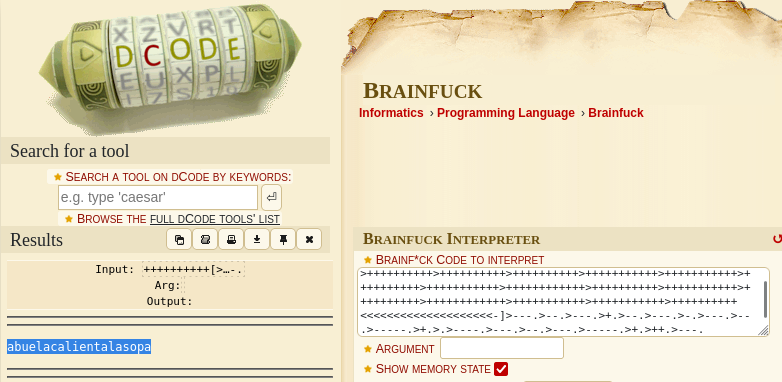 X Z V R T
D C O D E
E U X P L
Search for a tool
SEARCH A TOOL ON DCODE BY KEYWORDS:
e.g. type 'caesar'
BROWSE THE FULL DCODE TOOLS' LIST
Results
Input: ++++++++++[>…-.
Arg:
Output:
abuelacalientalasopa
BRAINFUCK
Informatics › Programming Language › Brainfuck
BRAINFUCK INTERPRETER
BRAINF*CK CODE TO INTERPRET
>++++++++++>++++++++++>++++++++++>++++++++++>++++++++++>+
+++++++++>++++++++++>++++++++++>++++++++++>++++++++++>+
+++++++++>++++++++++>++++++++++>++++++++++>++++++++++
<<<<<<<<<<<<<<<<<<<<<-]>---.>--.>---.>+.>--.>---.>-.>---.>--
.>-----.>+.>.>----.>---.>--.>---.>-----.>+.>++.>---.
ARGUMENT
SHOW MEMORY STATE